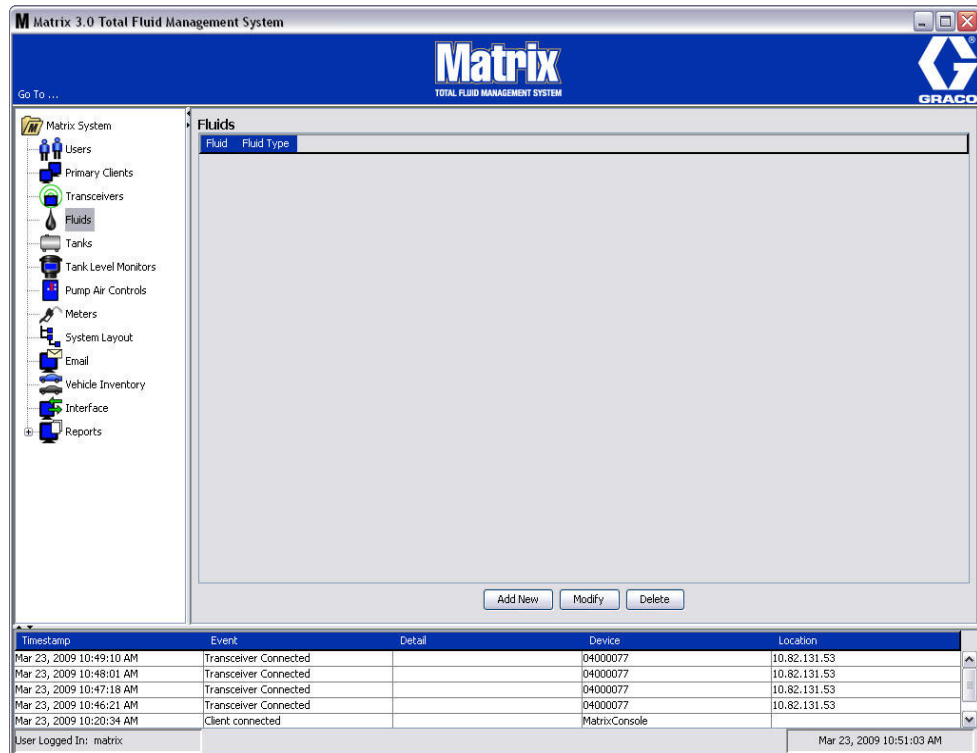 M Matrix 3.0 Total Fluid Management System
Matrix
TOTAL FLUID MANAGEMENT SYSTEM
GRACO
Go To ...
Matrix System
Users
Primary Clients
Transceivers
Fluids
Tanks
Tank Level Monitors
Pump Air Controls
Meters
System Layout
Email
Vehicle Inventory
Interface
Reports
Fluids
Fluid Fluid Type
Add New Modify Delete
Timestamp Event Detail Device Location
Mar 23, 2009 10:49:10 AM Transceiver Connected 04000077 10.82.131.53
Mar 23, 2009 10:48:01 AM Transceiver Connected 04000077 10.82.131.53
Mar 23, 2009 10:47:18 AM Transceiver Connected 04000077 10.82.131.53
Mar 23, 2009 10:46:21 AM Transceiver Connected 04000077 10.82.131.53
Mar 23, 2009 10:20:34 AM Client connected MatrixConsole
User Logged In: matrix Mar 23, 2009 10:51:03 AM